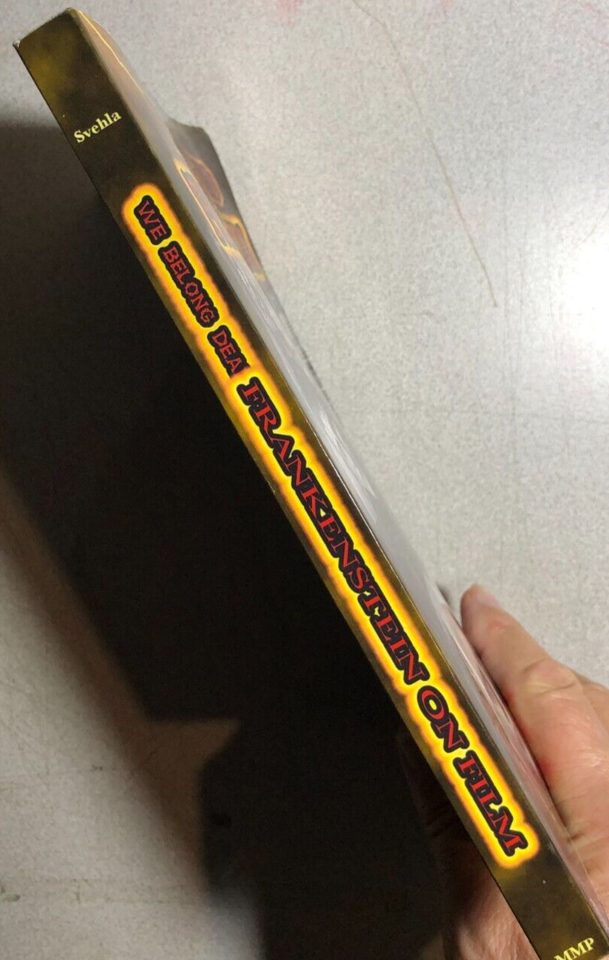 Svehla
WE BELONG DEA FRANKENSTEIN ON FILM
MMP